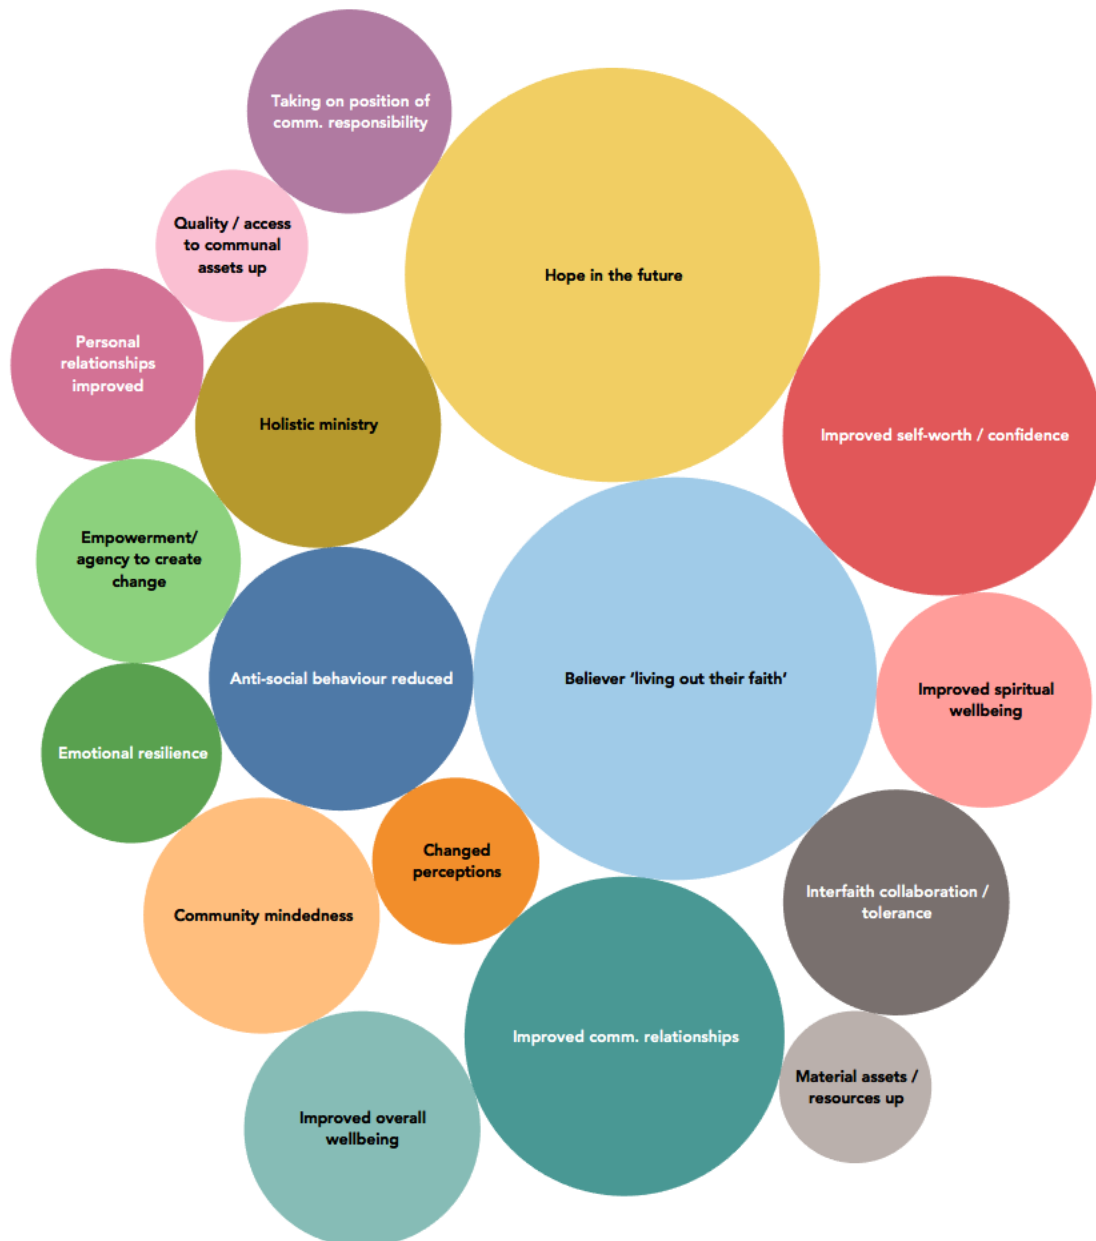 Taking on position of
comm. responsibility
Quality / access
to communal
assets up
Hope in the future
Personal
relationships
improved
Holistic ministry
Improved self-worth / confidence
Empowerment/
agency to create
change
Anti-social behaviour reduced
Believer ‘living out their faith’
Improved spiritual
wellbeing
Emotional resilience
Changed
perceptions
Community mindedness
Interfaith collaboration /
tolerance
Improved comm. relationships
Material assets /
resources up
Improved overall
wellbeing